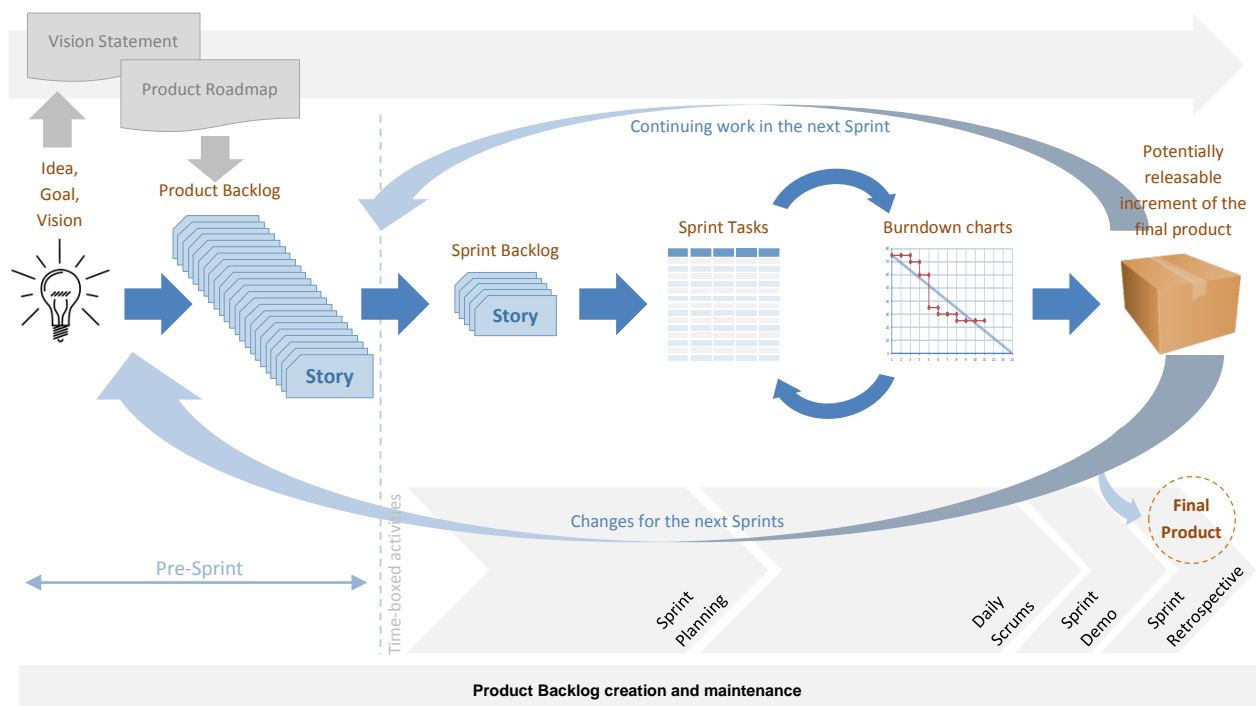 Vision Statement
Product Roadmap
Continuing work in the next Sprint
Idea,
Goal,
Vision
Product Backlog
Story
Sprint Backlog
Story
Sprint Tasks
Burndown charts
Potentially
releasable
increment of the
final product
Changes for the next Sprints
Final
Product
Pre-Sprint
Time-boxed activities
Sprint
Planning
Daily
Scrums
Sprint
Demo
Sprint
Retrospective
Product Backlog creation and maintenance